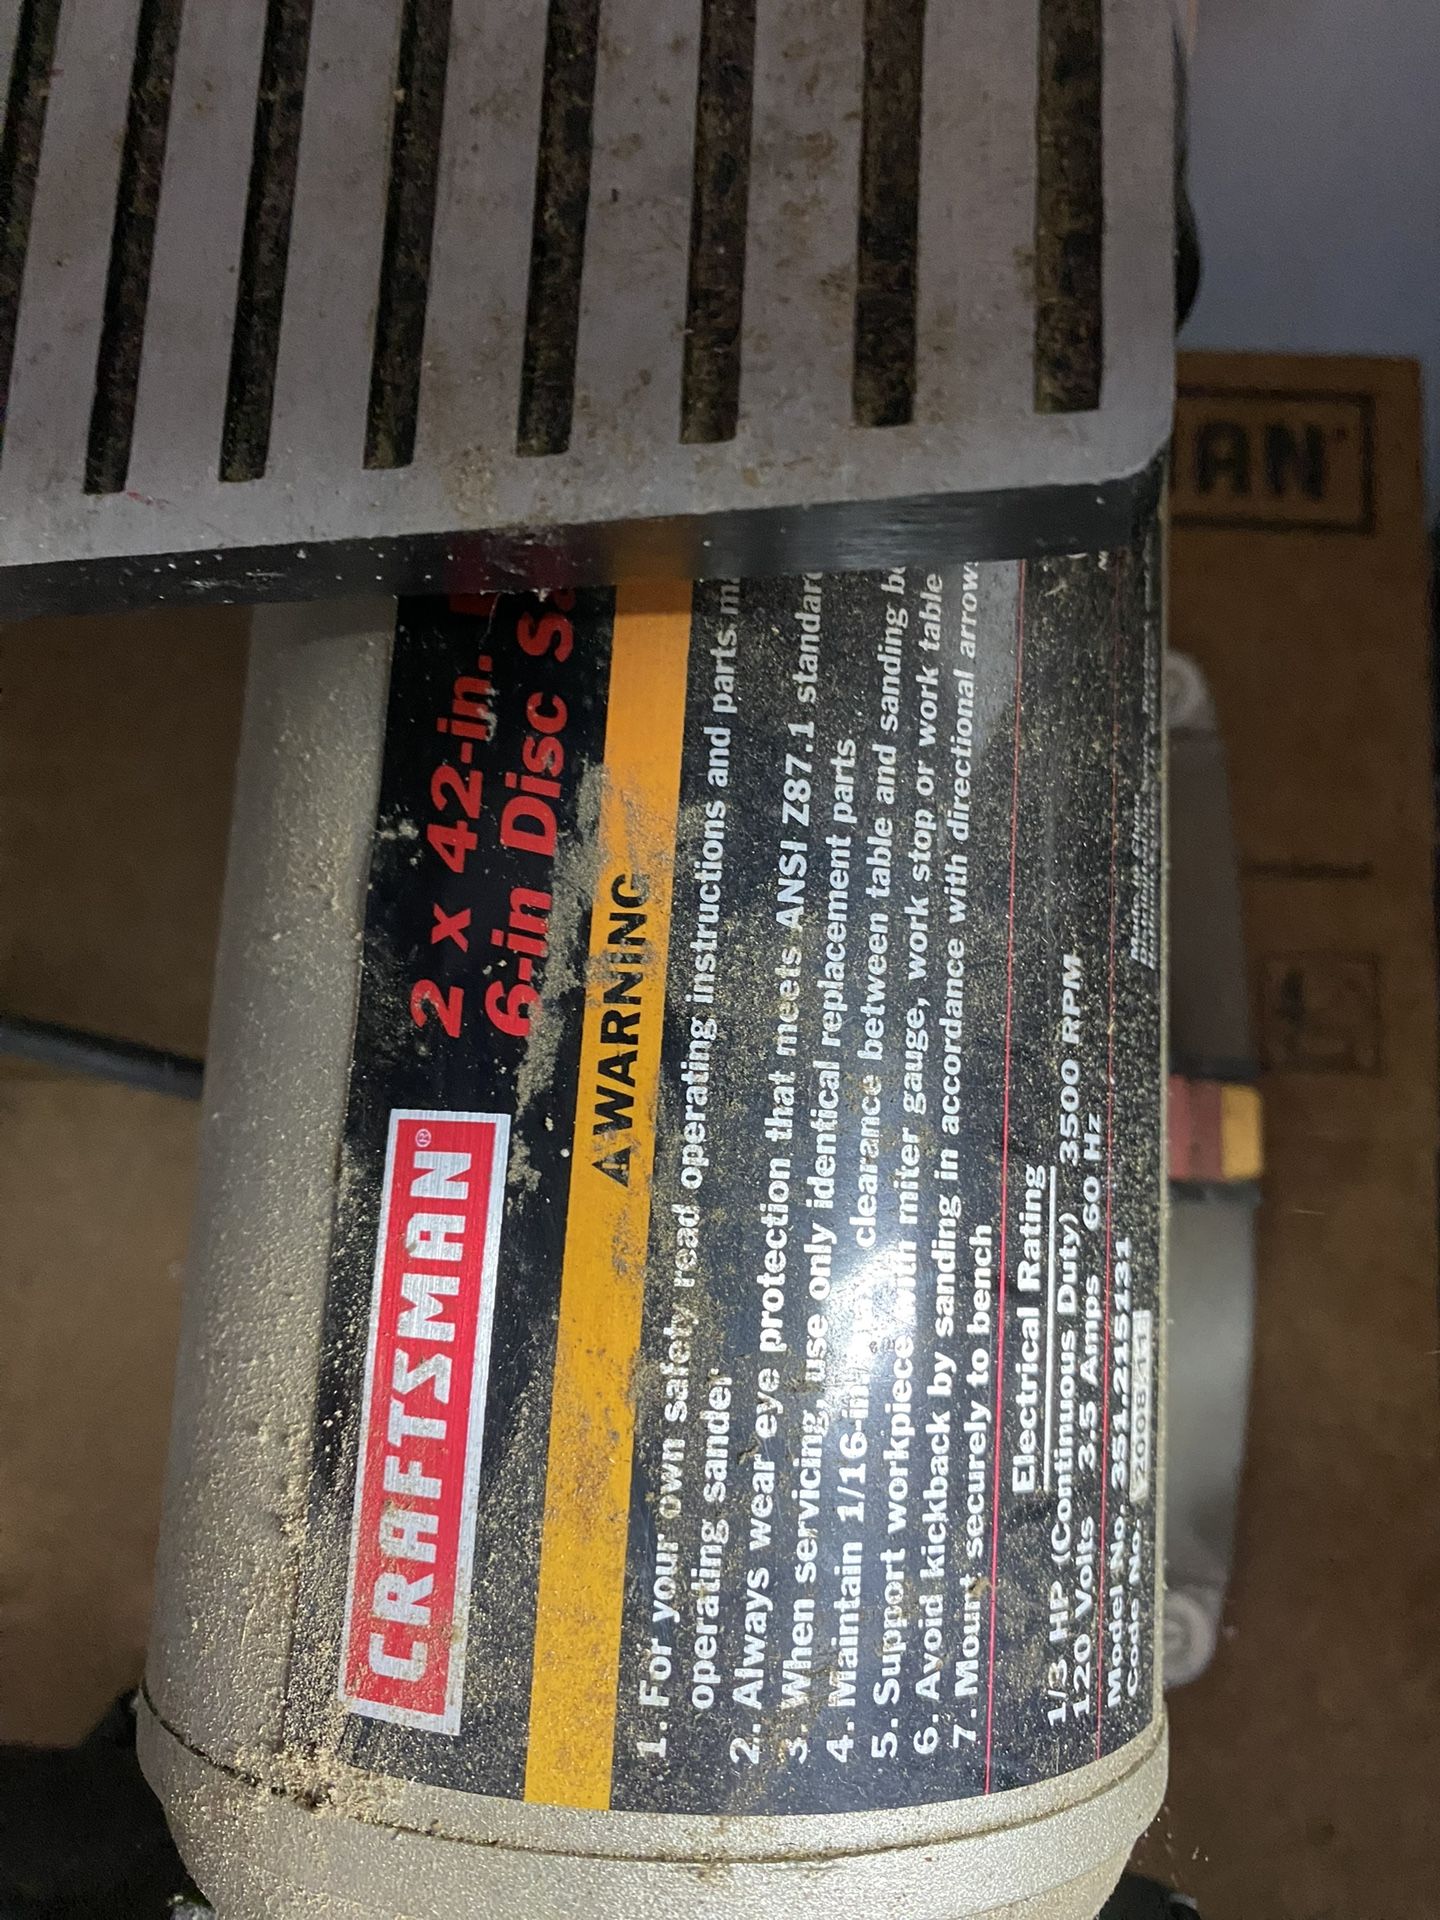 CRAFTSMAN®
2 x 42-in.
6-in Disc
WARNING
1. For your own safety read operating instructions and parts
operating sander.
2. Always wear eye protection that meets ANSI Z87.1
3. When servicing, use only identical replacement parts
4. Maintain 1/16-in. clearance between table and sanding
5. Support workpiece with miter gauge, work stop or work table
6. Avoid kickback by sanding in accordance with directional
7. Mount securely to bench
Electrical Rating
1/3 HP (Continuous Duty) 3500 RPM
120 Volts 3.5 Amps 60 Hz
Model No. 351.215231
Code No. 200811
AN